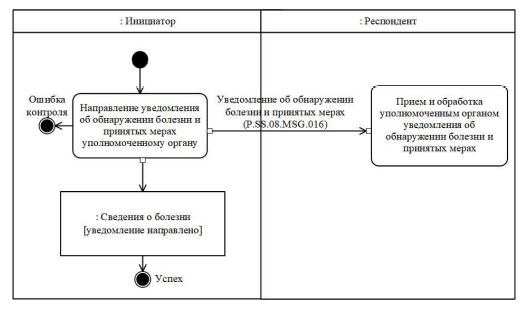 : Инициатор
: Респондент
Ошибка
контроля
Направление уведомления
об обнаружении болезни и
принятых мерах
уполномоченному органу
Уведомление об обнаружении
болезни и принятых мерах
(P.SS.08.MSG.016)
Прием и обработка
уполномоченным органом
уведомления об
обнаружении болезни и
принятых мерах
: Сведения о болезни
[уведомление направлено]
Успех